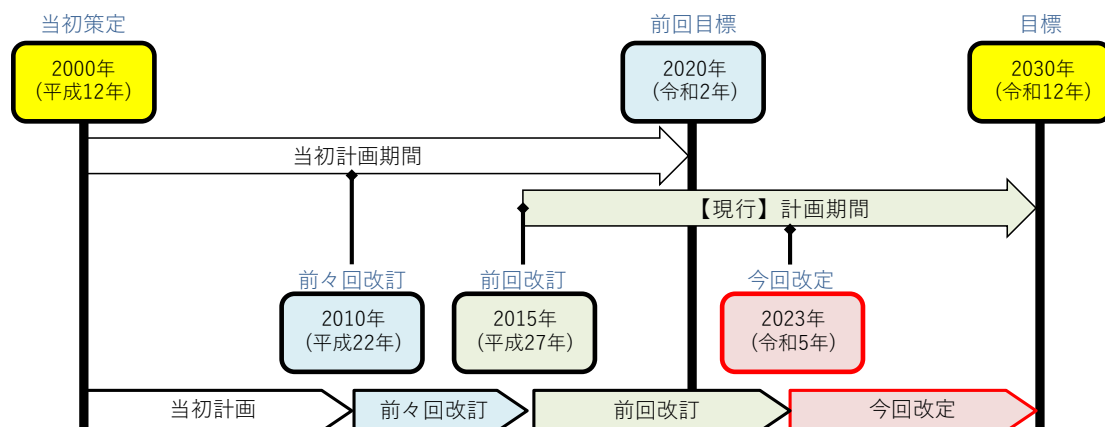 当初策定
前回目標
目標
2000年
(平成12年)
2020年
(令和2年)
2030年
(令和12年)
当初計画期間
【現行】計画期間
前々回改訂
前回改訂
今回改定
2010年
(平成22年)
2015年
(平成27年)
2023年
(令和5年)
当初計画
前々回改訂
前回改訂
今回改定